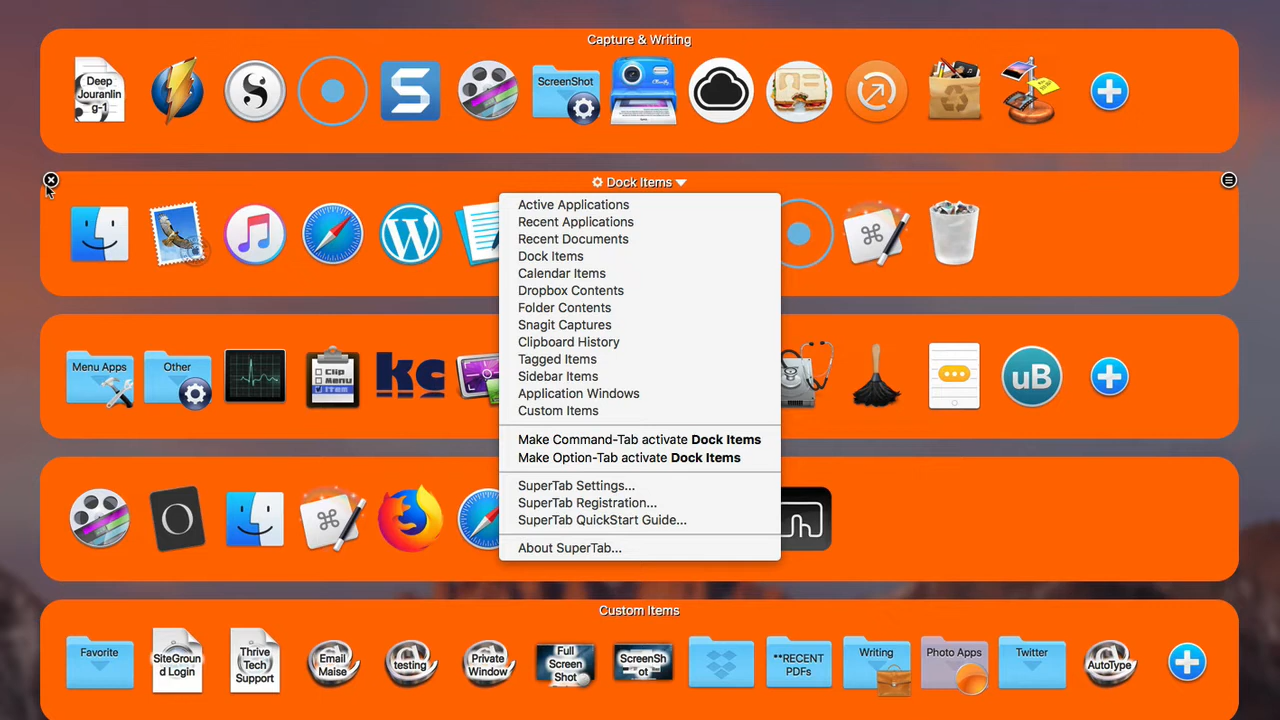 Capture & Writing
Deep
Jouranlin
g-1
S
S
ScreenShot
Dock Items
Active Applications
Recent Applications
Recent Documents
Dock Items
Calendar Items
Dropbox Contents
Folder Contents
Snagit Captures
Clipboard History
Tagged Items
Sidebar Items
Application Windows
Custom Items
Make Command-Tab activate Dock Items
Make Option-Tab activate Dock Items
SuperTab Settings...
SuperTab Registration...
SuperTab QuickStart Guide...
About SuperTab...
Menu Apps
Other
Clip
Menu
Item
kc
uB
O
Custom Items
Favorite
SiteGroun
d Login
Thrive
Tech
Support
Email
Maise
testing
Private
Window
Full
Screen
Shot
ScreenSh
ot
**RECENT
PDFs
Writing
Photo Apps
Twitter
AutoType